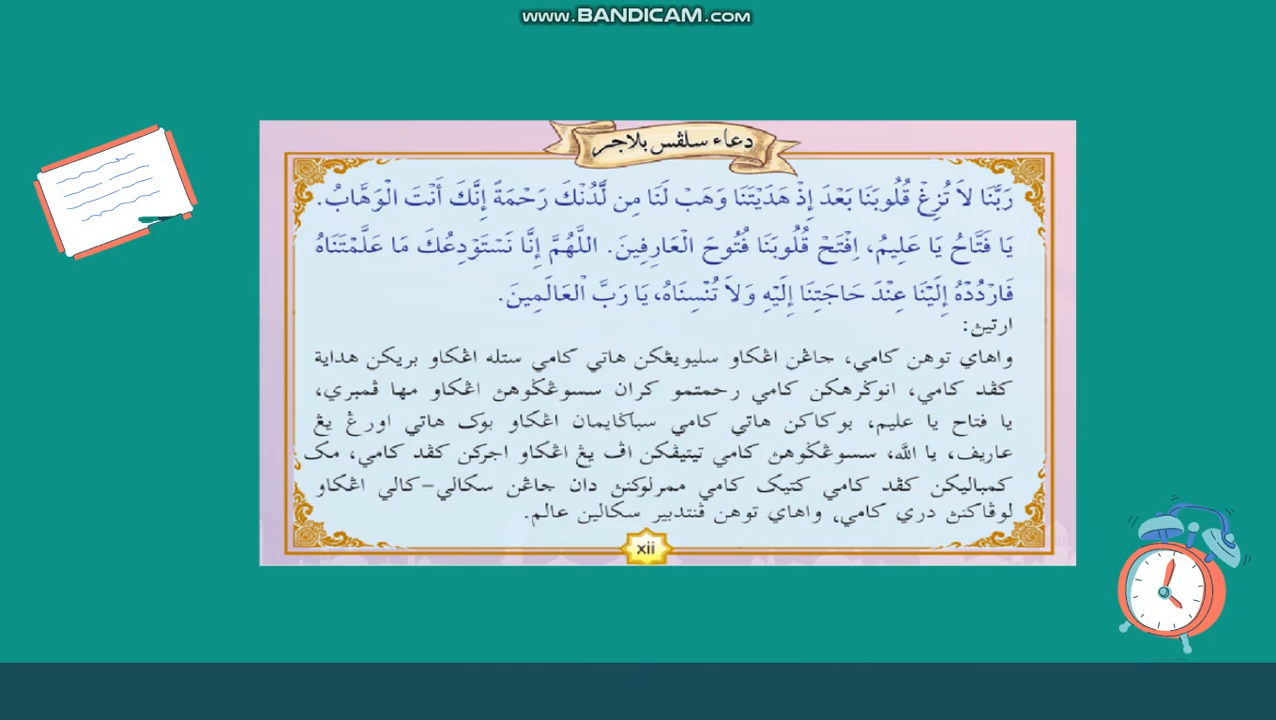 www.BANDICAM.com
دعاء سلڤس بلاجر
رَبَّنَا لاَ تُزِغْ قُلُوبَنَا بَعْدَ إِذْ هَدَيْتَنَا وَهَبْ لَنَا مِن لَّدُنْكَ رَحْمَةً إِنَّكَ أَنْتَ الْوَهَّابُ.
يَا فَتَّاحُ يَا عَلِيمُ، اِفْتَحْ قُلُوبَنَا فُتُوحَ الْعَارِفِينَ. اللَّهُمَّ إِنَّا نَسْتَوْدِعُكَ مَا عَلَّمْتَنَاهُ
فَارْدُدْهُ إِلَيْنَا عِنْدَ حَاجَتِنَا إِلَيْهِ وَلاَ تُنْسِنَاهُ، يَا رَبَّ الْعَالَمِينَ.
ارتيڽ:
واهاي توهن كامي، جاڠن اڠكاو سليويڠكن هاتي كامي ستله اڠكاو بريكن هداية
كڤد كامي، انوݢرهكن كامي رحمتمو كران سسوڠݢوهڽ اڠكاو مها ڤمبري،
يا فتاح يا عليم، بوكاكن هاتي كامي سباݢايمان اڠكاو بوک هاتي اورڠ يڠ
عاريف، يا الله، سسوڠݢوهڽ كامي تيتيڤكن اڤ يڠ اڠكاو اجركن كڤد كامي، مک
كمباليكن كڤد كامي كتيک كامي ممرلوكنڽ دان جاڠن سكالي-كالي اڠكاو
لوڤاكنڽ دري كامي، واهاي توهن ڤنتدبير سكالين عالم.
xii